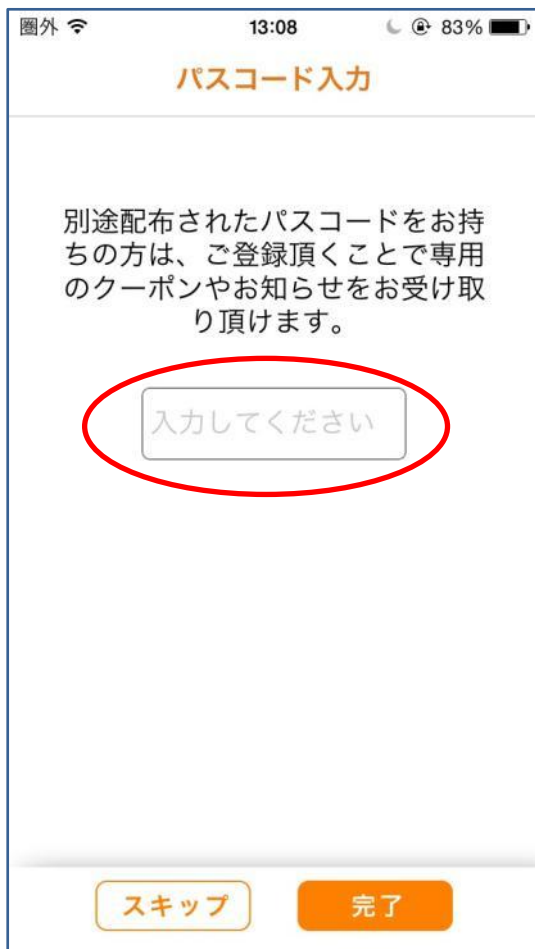 圏外 13:08 83%
パスコード入力
別途配布されたパスコードをお持
ちの方は、ご登録頂くことで専用
のクーポンやお知らせをお受け取
り頂けます。
入力してください
スキップ 完了